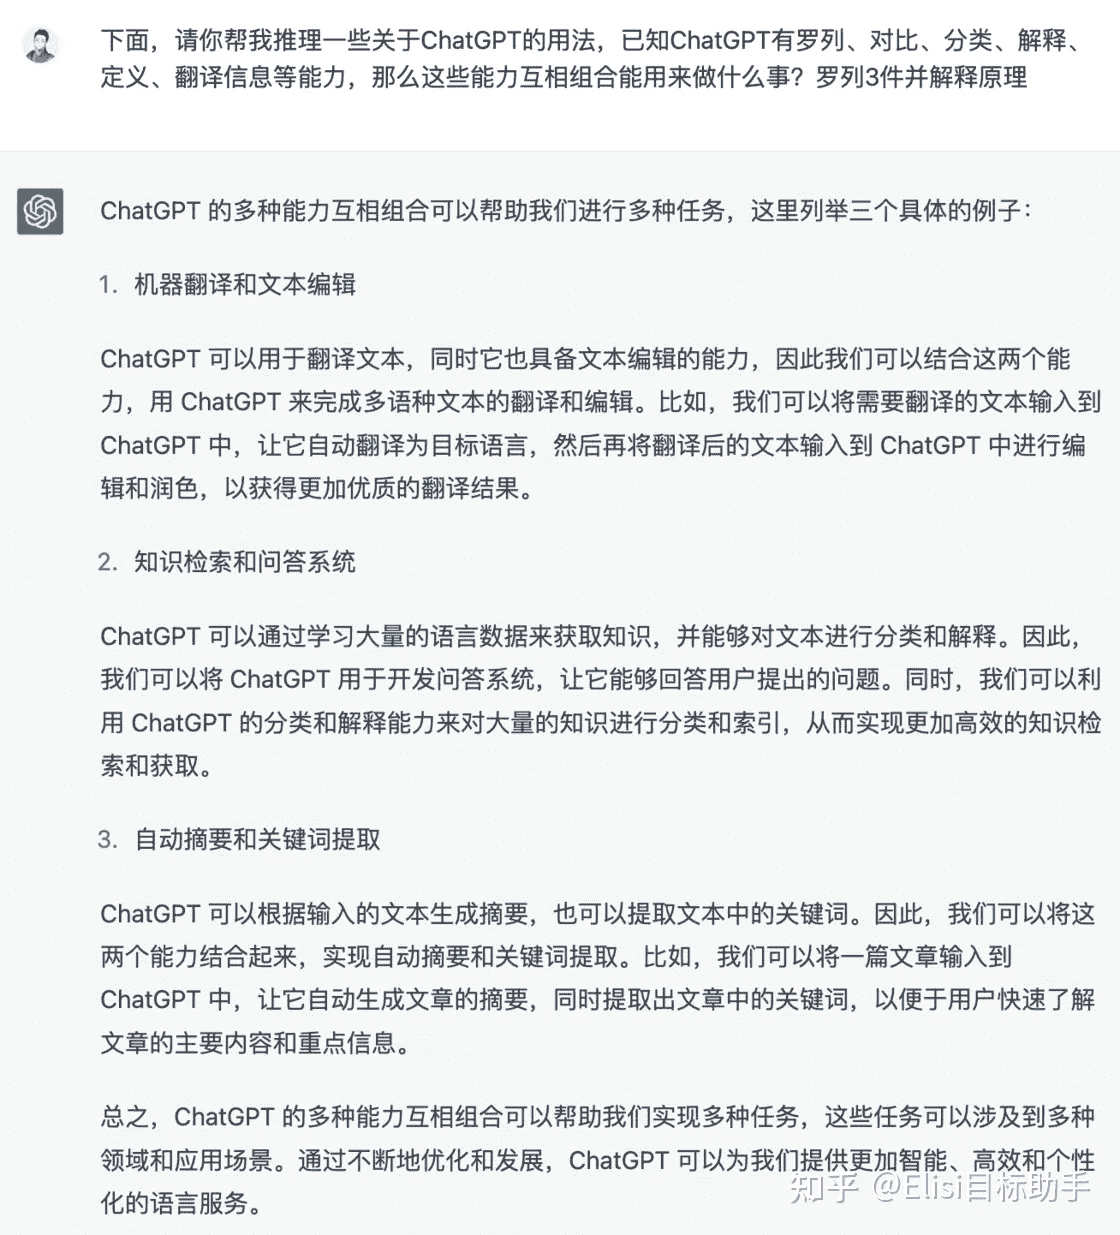 下面，请你帮我推理一些关于ChatGPT的用法，已知ChatGPT有罗列、对比、分类、解释、
定义、翻译信息等能力，那么这些能力互相组合能用来做什么事？罗列3件并解释原理
ChatGPT 的多种能力互相组合可以帮助我们进行多种任务，这里列举三个具体的例子：
1. 机器翻译和文本编辑
ChatGPT 可以用于翻译文本，同时它也具备文本编辑的能力，因此我们可以结合这两个能
力，用 ChatGPT 来完成多语种文本的翻译和编辑。比如，我们可以将需要翻译的文本输入到
ChatGPT 中，让它自动翻译为目标语言，然后再将翻译后的文本输入到 ChatGPT 中进行编
辑和润色，以获得更加优质的翻译结果。
2. 知识检索和问答系统
ChatGPT 可以通过学习大量的语言数据来获取知识，并能够对文本进行分类和解释。因此，
我们可以将 ChatGPT 用于开发问答系统，让它能够回答用户提出的问题。同时，我们可以利
用 ChatGPT 的分类和解释能力来对大量的知识进行分类和索引，从而实现更加高效的知识检
索和获取。
3. 自动摘要和关键词提取
ChatGPT 可以根据输入的文本生成摘要，也可以提取文本中的关键词。因此，我们可以将这
两个能力结合起来，实现自动摘要和关键词提取。比如，我们可以将一篇文章输入到
ChatGPT 中，让它自动生成文章的摘要，同时提取出文章中的关键词，以便于用户快速了解
文章的主要内容和重点信息。
总之，ChatGPT 的多种能力互相组合可以帮助我们实现多种任务，这些任务可以涉及到多种
领域和应用场景。通过不断地优化和发展，ChatGPT 可以为我们提供更加智能、高效和个性
化的语言服务。
知乎 @Elisi目标助手